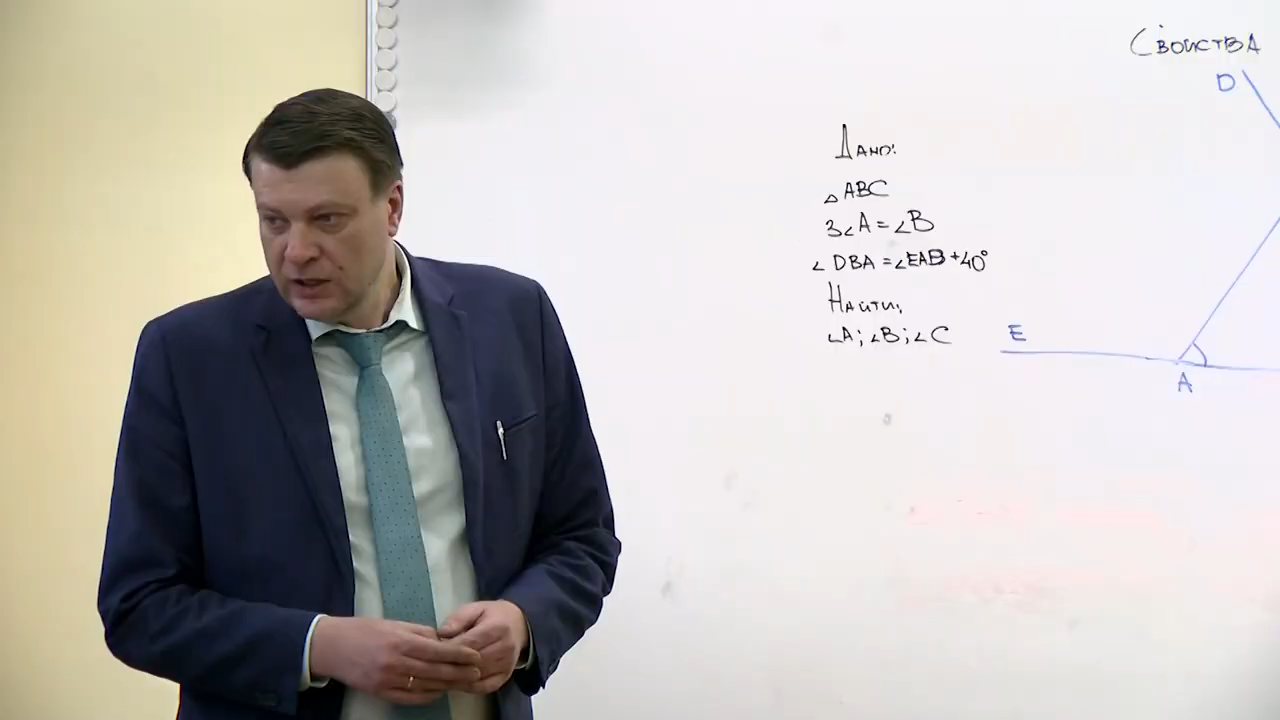 Свойства
D
Дано:
△ABC
3∠A=∠B
∠DBA=∠EAB+40°
Найти:
∠A;∠B;∠C
E
A